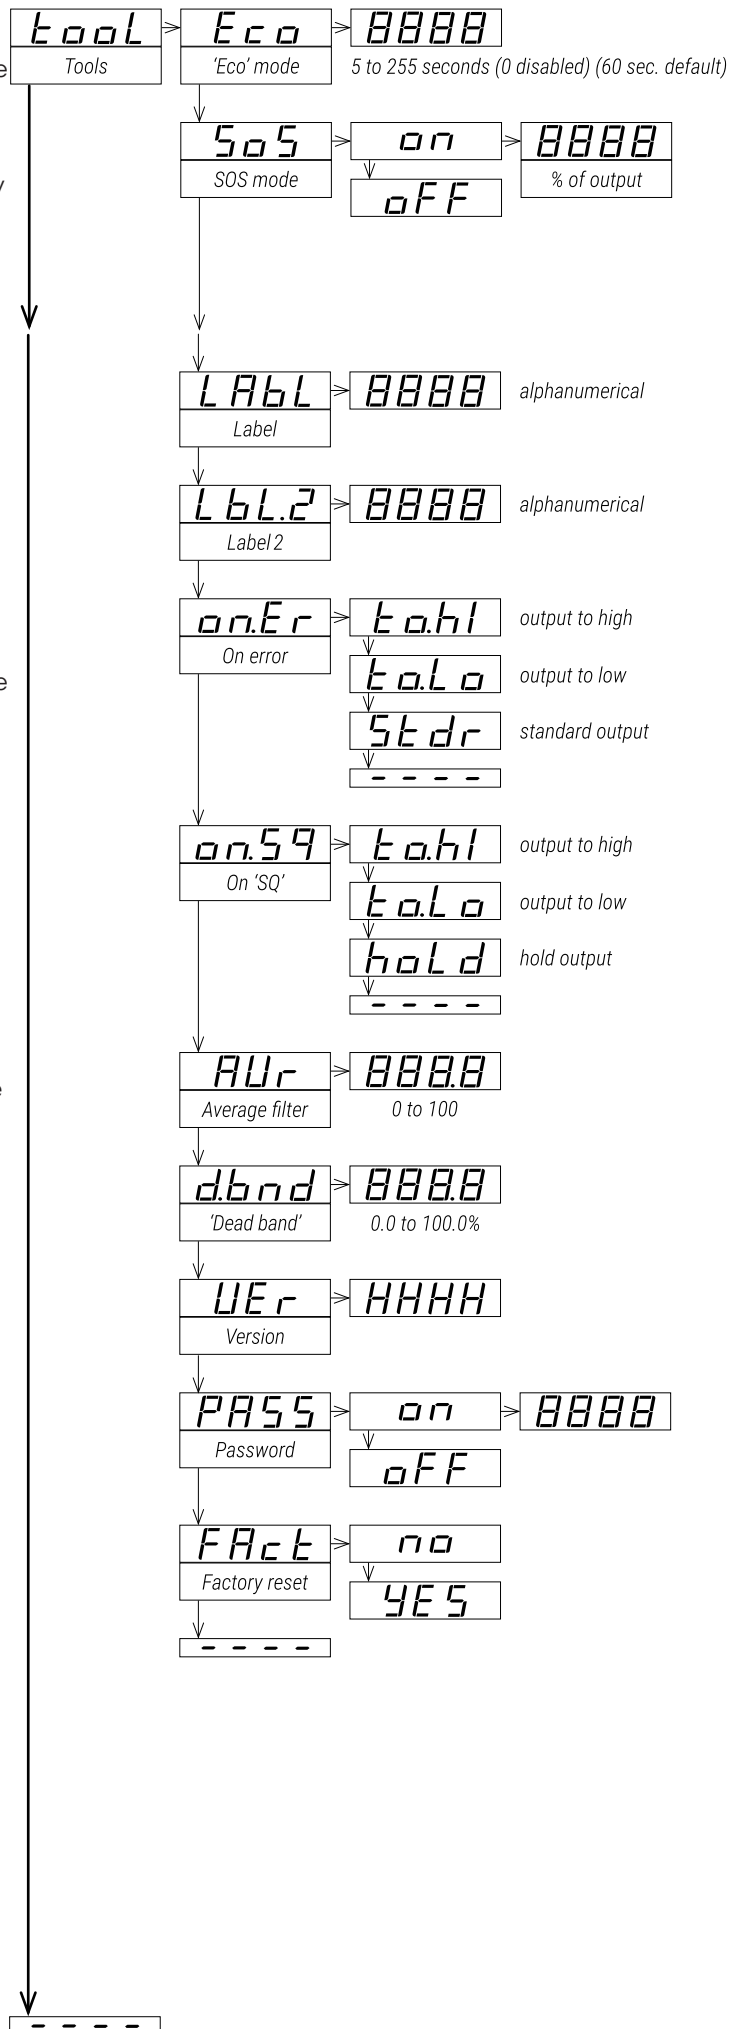 tooL Eco 8888
Tools 'Eco' mode 5 to 255 seconds (0 disabled) (60 sec. default)
SoS on 8888
SOS mode oFF % of output
LAbL 8888 alphanumerical
Label
LbL.2 8888 alphanumerical
Label 2
on.Er to.hI output to high
On error to.Lo output to low
Stdr standard output
----
on.Sq to.hI output to high
On 'SQ' to.Lo output to low
hoLd hold output
----
AUr 888.8
Average filter 0 to 100
d.bnd 888.8
'Dead band' 0.0 to 100.0%
UEr HHHH
Version
PASS on 8888
Password oFF
FAct no
Factory reset YES
----
----